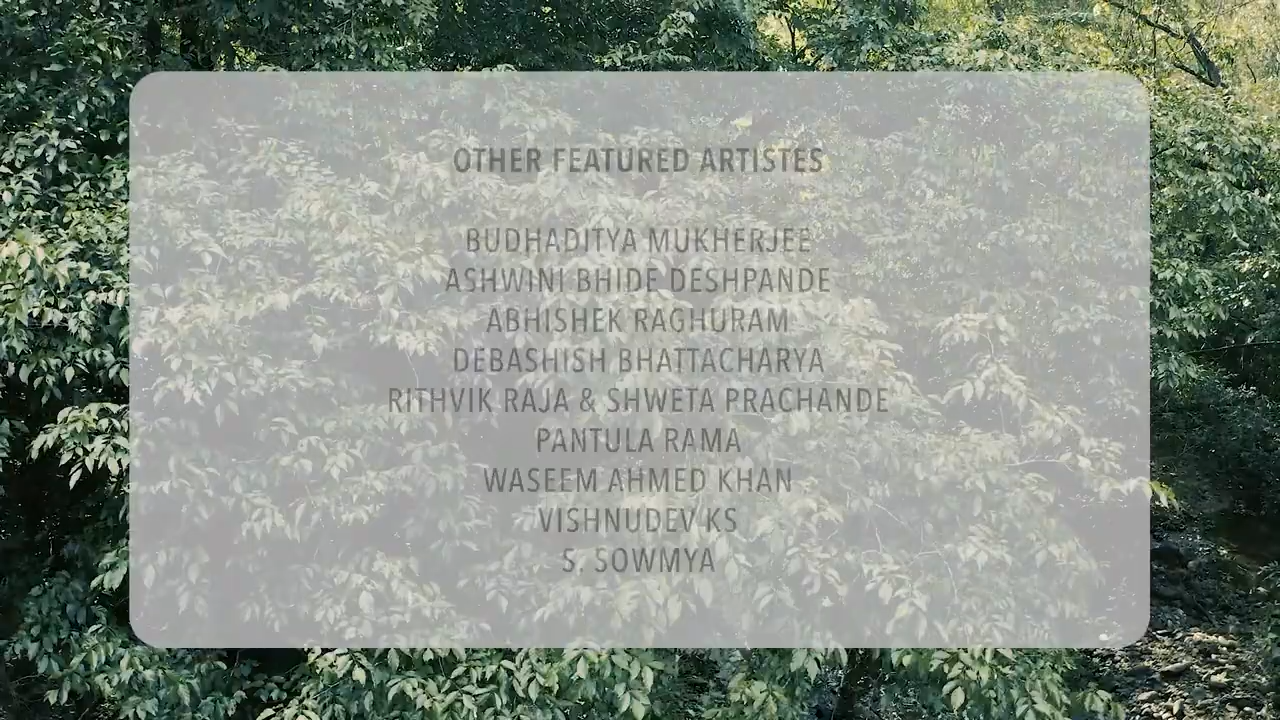 OTHER FEATURED ARTISTES
BUDHADITYA MUKHERJEE
ASHWINI BHIDE DESHPANDE
ABHISHEK RAGHURAM
DEBASHISH BHATTACHARYA
RITHVIK RAJA & SHWETA PRACHANDE
PANTULA RAMA
WASEEM AHMED KHAN
VISHNUDEV KS
S. SOWMYA